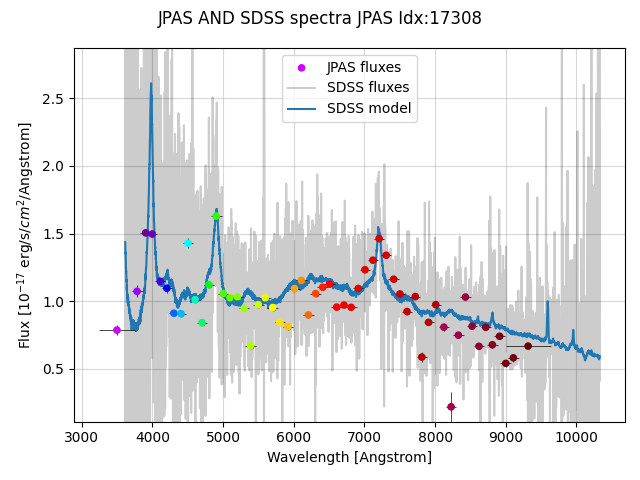 JPAS AND SDSS spectra JPAS Idx:17308
JPAS fluxes
SDSS fluxes
SDSS model
Flux [10⁻¹⁷ erg/s/cm²/Angstrom]
2.5
2.0
1.5
1.0
0.5
3000 4000 5000 6000 7000 8000 9000 10000
Wavelength [Angstrom]